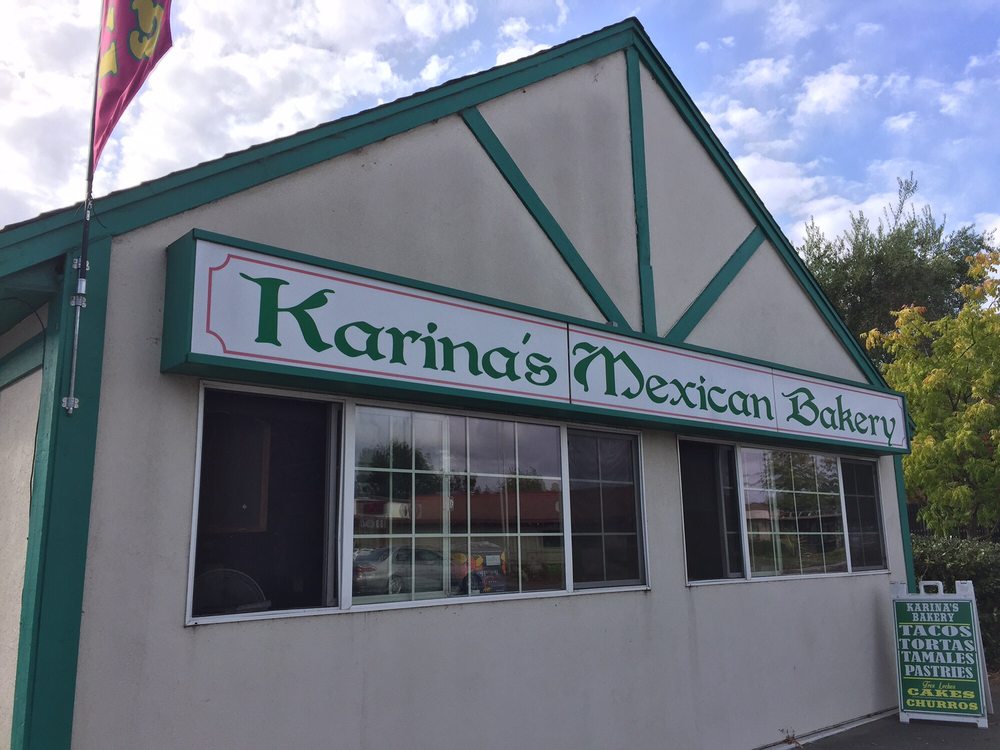 Karina's Mexican Bakery
KARINA'S
BAKERY
TACOS
TORTAS
TAMALES
PASTRIES
Tres Leches
CAKES
CHURROS